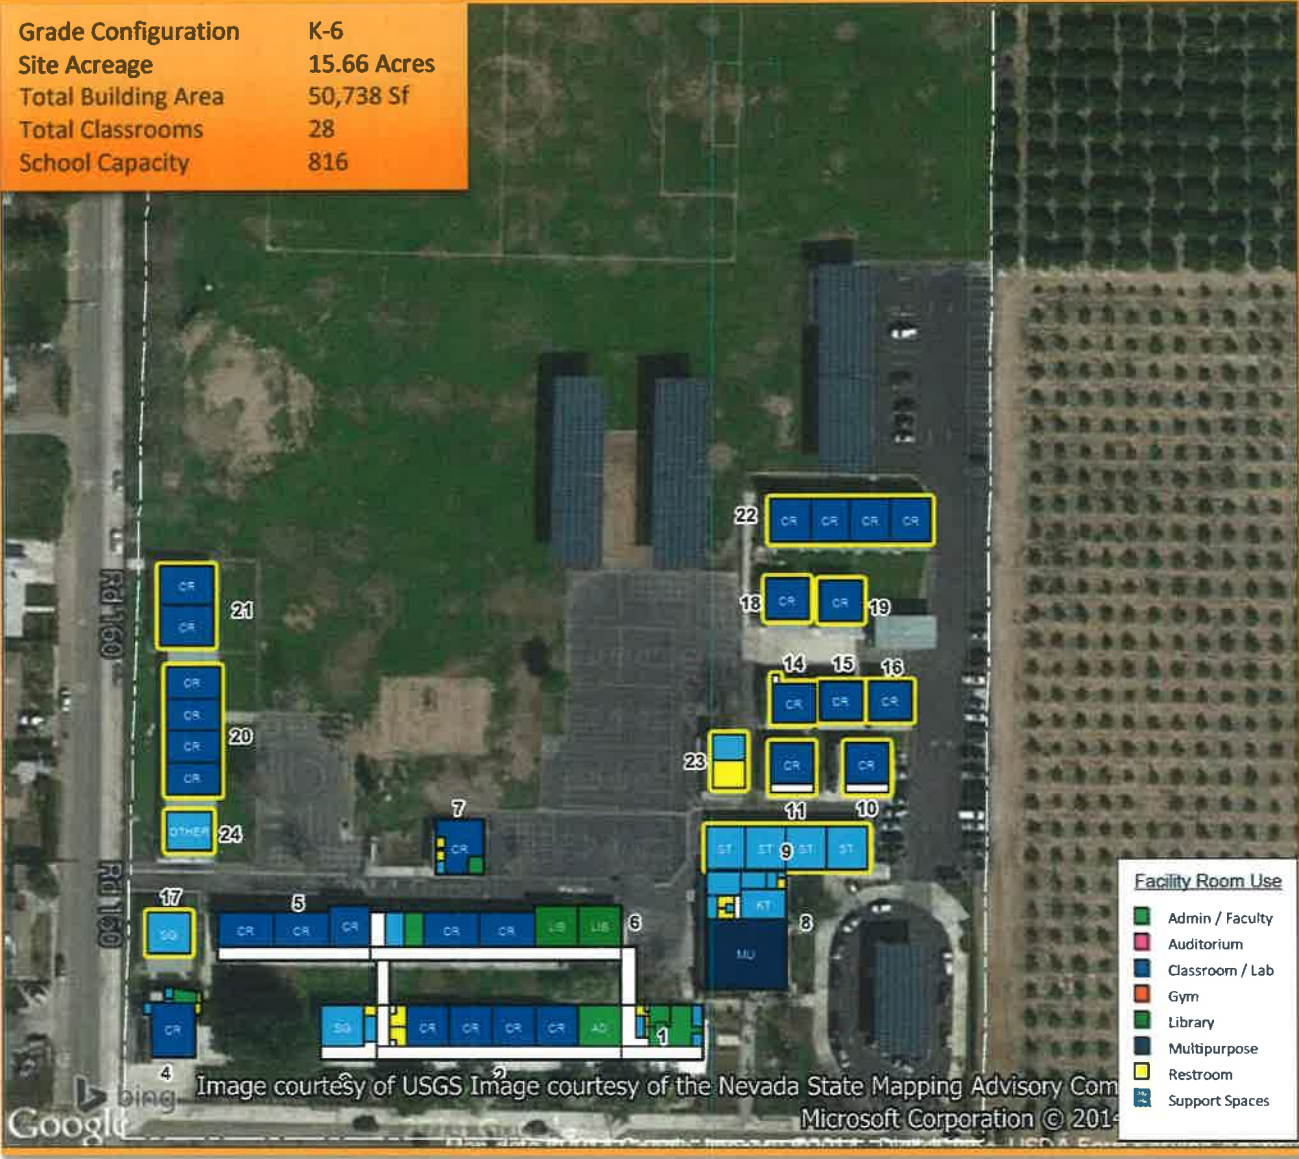 Grade Configuration K-6
Site Acreage 15.66 Acres
Total Building Area 50,738 Sf
Total Classrooms 28
School Capacity 816
22 CR CR CR CR
CR
CR
21
18 CR CR 19
14 15 16
CR CR CR
CR
CR
CR
CR
20
23
CR CR
11 10
OTHER 24
7
CR
ST ST 9 ST ST
17
SG
5
CR CR CR CR CR LIB LIB 6
KT
8
MU
CR
4
SG CR CR CR CR AD 1
2
Rd 160
Rd 160
Facility Room Use
Admin / Faculty
Auditorium
Classroom / Lab
Gym
Library
Multipurpose
Restroom
Support Spaces
bing
Google
Image courtesy of USGS Image courtesy of the Nevada State Mapping Advisory Com
Microsoft Corporation © 2014